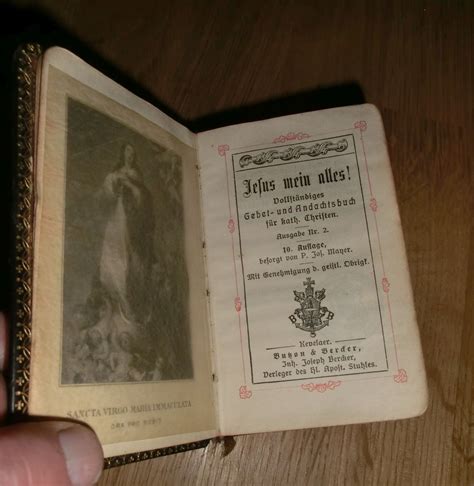 SANCTA VIRGO MARIA IMMACULATA
ORA PRO NOBIS
Jesus mein alles!
Vollständiges
Gebet- und Andachtsbuch
für kath. Christen.
Ausgabe Nr. 2.
10. Auflage,
besorgt von P. Jos. Mayer.
Mit Genehmigung d. geistl. Obrigk.
B B
Kevelaer.
Butzon & Bercker,
Inh. Joseph Bercker,
Verleger des Hl. Apost. Stuhles.